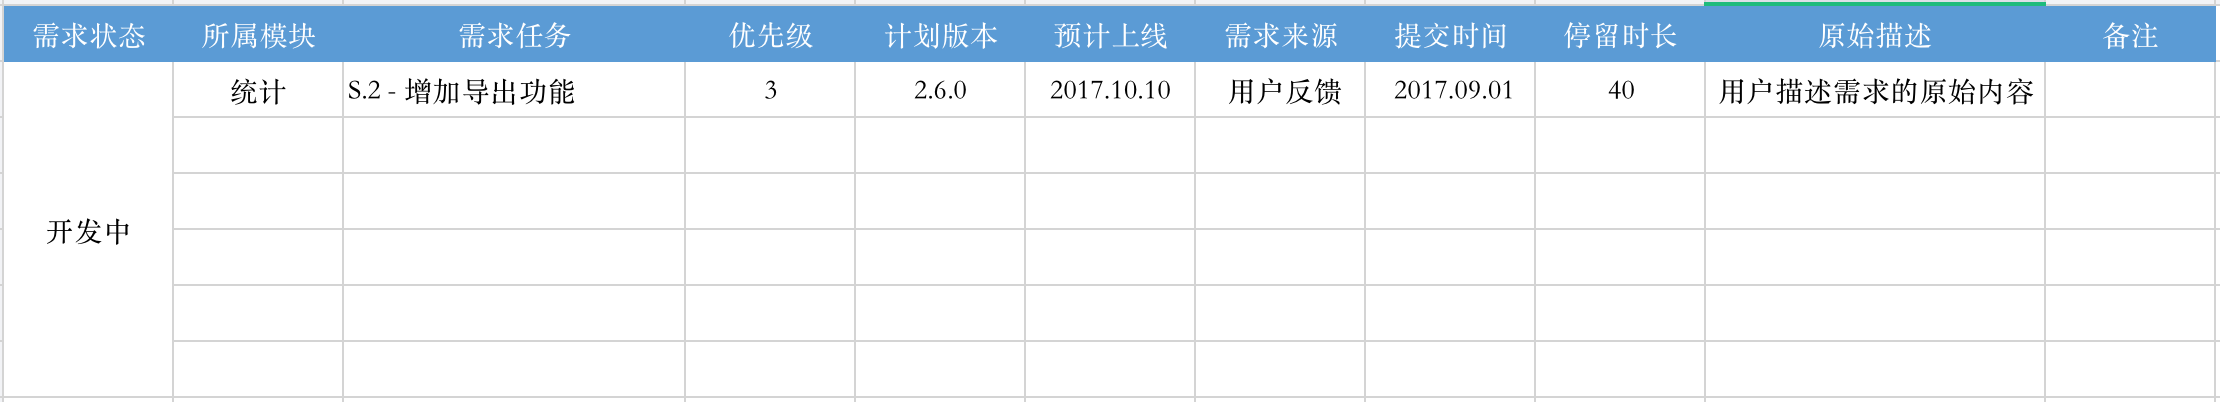 需求状态 所属模块 需求任务 优先级 计划版本 预计上线 需求来源 提交时间 停留时长 原始描述 备注
统计 S.2 - 增加导出功能 3 2.6.0 2017.10.10 用户反馈 2017.09.01 40 用户描述需求的原始内容
开发中